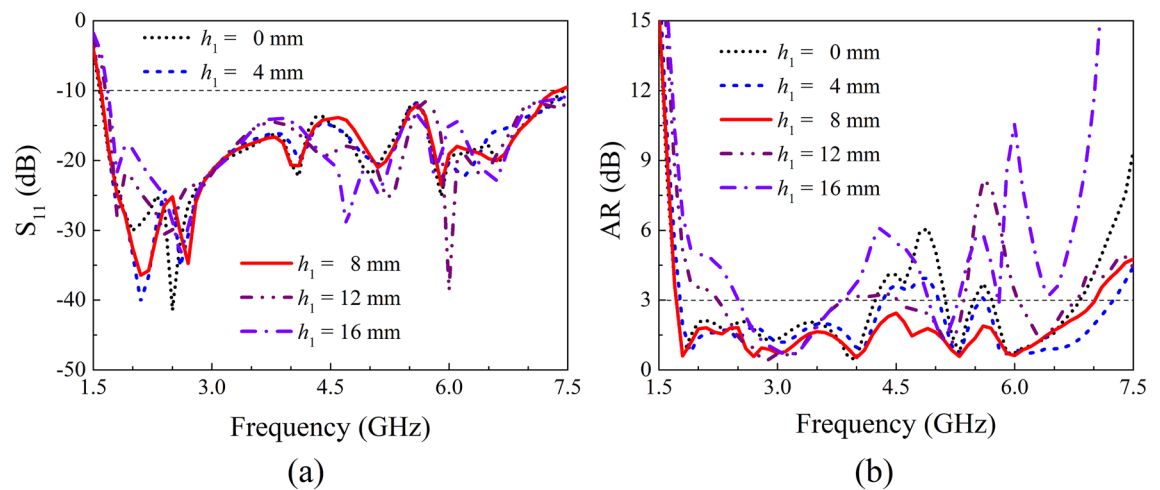 0
-10
-20
-30
-40
-50
S11 (dB)
1.5 3.0 4.5 6.0 7.5
Frequency (GHz)
h1 = 0 mm
h1 = 4 mm
h1 = 8 mm
h1 = 12 mm
h1 = 16 mm
(a)
15
12
9
6
3
0
AR (dB)
1.5 3.0 4.5 6.0 7.5
Frequency (GHz)
h1 = 0 mm
h1 = 4 mm
h1 = 8 mm
h1 = 12 mm
h1 = 16 mm
(b)